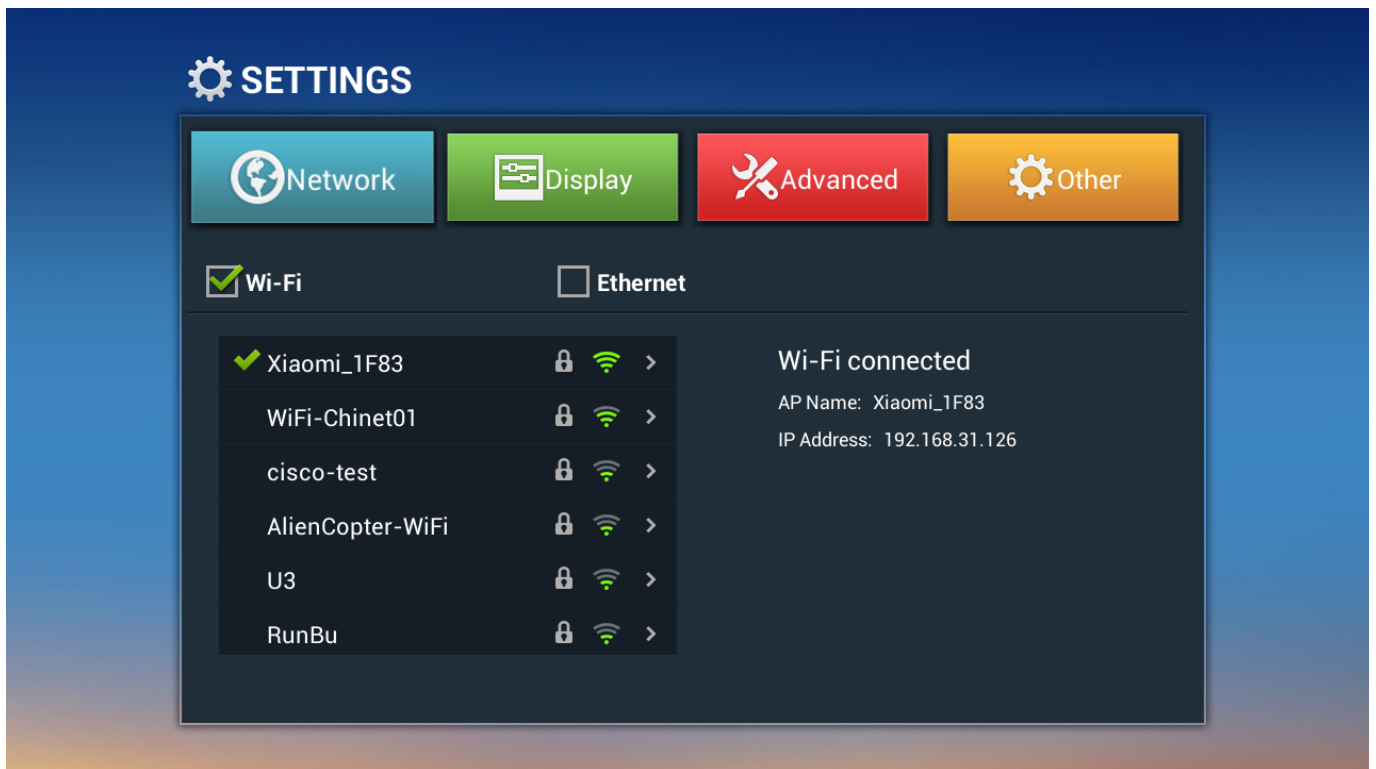 SETTINGS
Network Display Advanced Other
Wi-Fi Ethernet
Xiaomi_1F83
WiFi-Chinet01
cisco-test
AlienCopter-WiFi
U3
RunBu
Wi-Fi connected
AP Name: Xiaomi_1F83
IP Address: 192.168.31.126